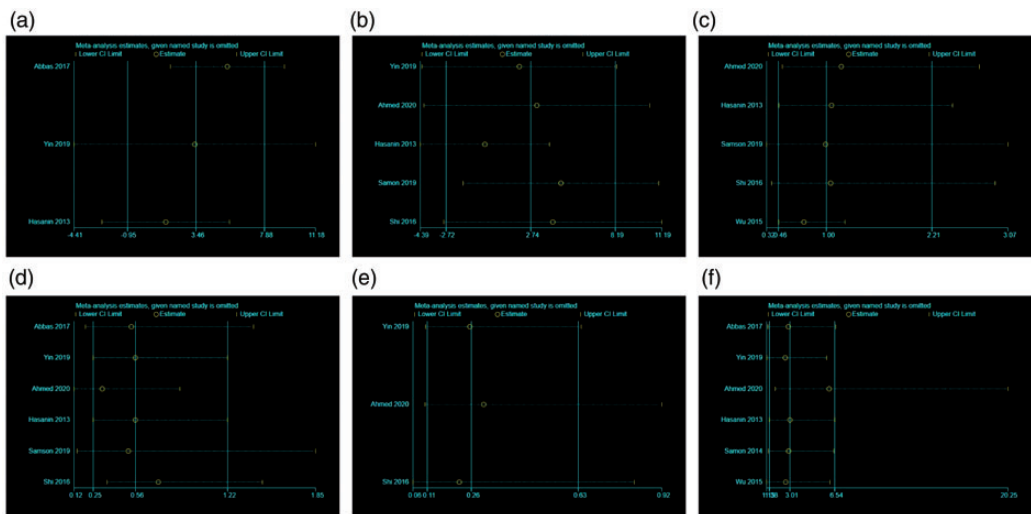 (a)
Meta-analysis estimates, given named study is omitted
Lower CI Limit Estimate Upper CI Limit
Abbas 2017
Yin 2019
Hasanin 2013
-4.41 -0.95 3.46 7.88 11.18
(b)
Meta-analysis estimates, given named study is omitted
Lower CI Limit Estimate Upper CI Limit
Yin 2019
Ahmed 2020
Hasanin 2013
Samon 2019
Shi 2016
-4.39 -2.72 2.74 8.19 11.19
(c)
Meta-analysis estimates, given named study is omitted
Lower CI Limit Estimate Upper CI Limit
Ahmed 2020
Hasanin 2013
Samson 2019
Shi 2016
Wu 2015
0.46 1.00 2.21 3.07
(d)
Meta-analysis estimates, given named study is omitted
Lower CI Limit Estimate Upper CI Limit
Abbas 2017
Yin 2019
Ahmed 2020
Hasanin 2013
Samson 2019
Shi 2016
0.12 0.25 0.56 1.22 1.85
(e)
Meta-analysis estimates, given named study is omitted
Lower CI Limit Estimate Upper CI Limit
Yin 2019
Ahmed 2020
Shi 2016
0.11 0.26 0.63 0.92
(f)
Meta-analysis estimates, given named study is omitted
Lower CI Limit Estimate Upper CI Limit
Abbas 2017
Yin 2019
Ahmed 2020
Hasanin 2013
Samon 2014
Wu 2015
3.01 6.54 20.25